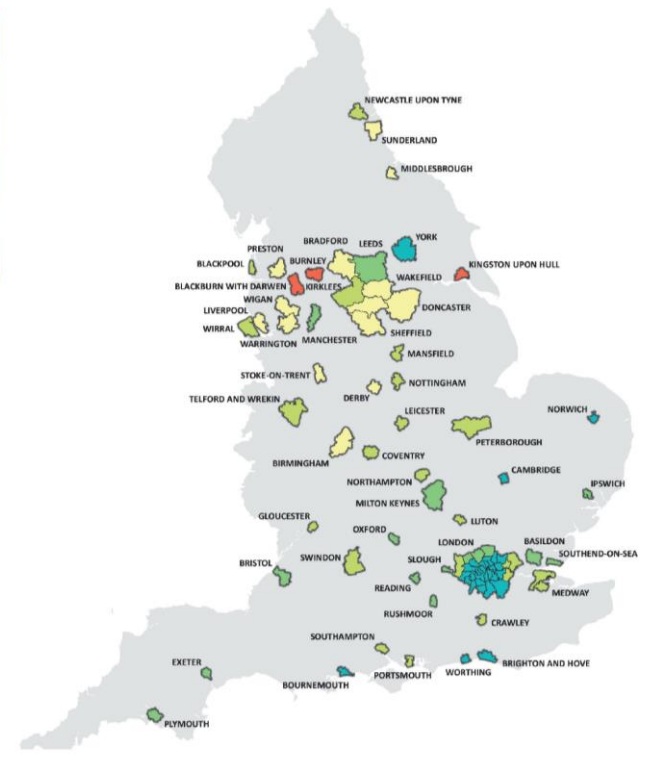 NEWCASTLE UPON TYNE
SUNDERLAND
MIDDLESBROUGH
YORK
BRADFORD
LEEDS
PRESTON
BURNLEY
BLACKPOOL
KINGSTON UPON HULL
WAKEFIELD
BLACKBURN WITH DARWEN
KIRKLEES
WIGAN
DONCASTER
LIVERPOOL
WIRRAL
SHEFFIELD
MANCHESTER
WARRINGTON
MANSFIELD
STOKE-ON-TRENT
NOTTINGHAM
DERBY
TELFORD AND WREKIN
LEICESTER
NORWICH
PETERBOROUGH
COVENTRY
BIRMINGHAM
CAMBRIDGE
NORTHAMPTON
IPSWICH
MILTON KEYNES
GLOUCESTER
LUTON
OXFORD
LONDON
BASILDON
SOUTHEND-ON-SEA
SWINDON
SLOUGH
BRISTOL
READING
MEDWAY
RUSHMOOR
CRAWLEY
SOUTHAMPTON
EXETER
BRIGHTON AND HOVE
WORTHING
PORTSMOUTH
BOURNEMOUTH
PLYMOUTH